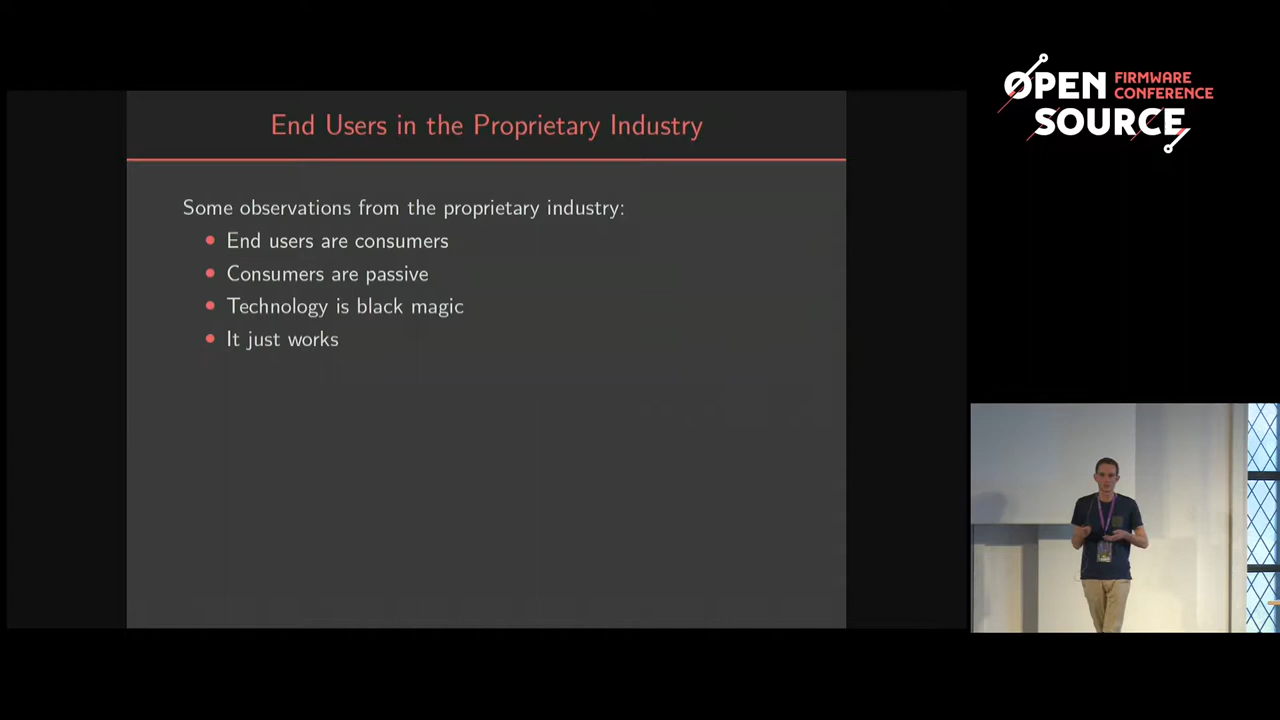 End Users in the Proprietary Industry
Some observations from the proprietary industry:
End users are consumers
Consumers are passive
Technology is black magic
It just works
OPEN
SOURCE
FIRMWARE
CONFERENCE